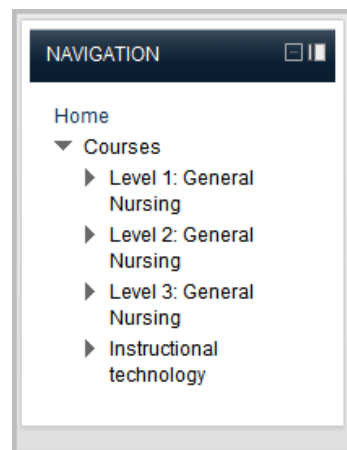 NAVIGATION
Home
Courses
Level 1: General
Nursing
Level 2: General
Nursing
Level 3: General
Nursing
Instructional
technology